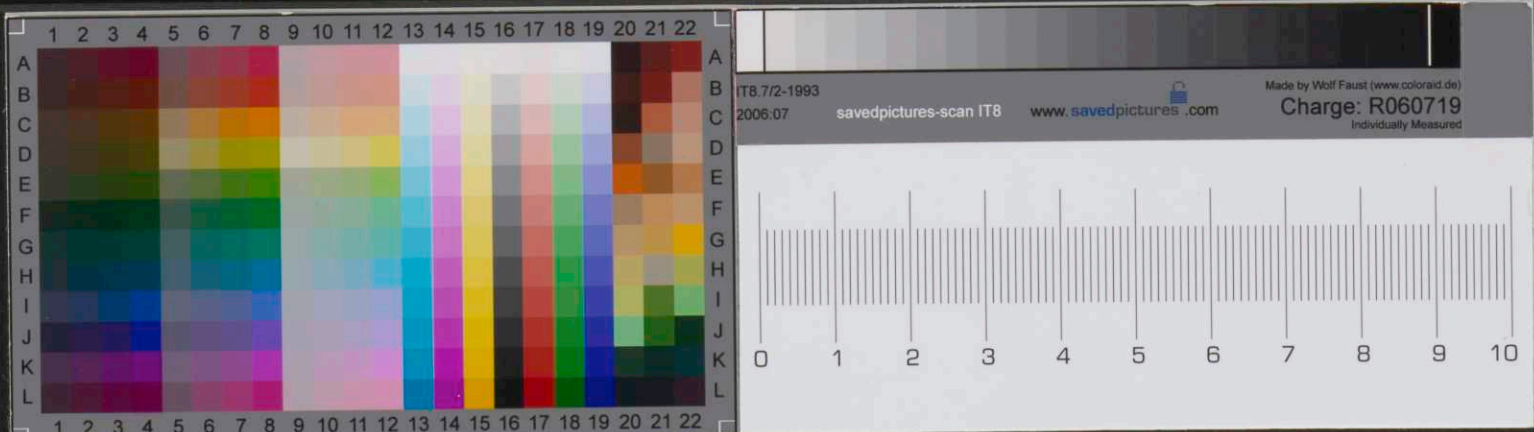 1 2 3 4 5 6 7 8 9 10 11 12 13 14 15 16 17 18 19 20 21 22
A A
B B
C C
D D
E E
F F
G G
H H
I I
J J
K K
L L
1 2 3 4 5 6 7 8 9 10 11 12 13 14 15 16 17 18 19 20 21 22
IT8.7/2-1993
2006:07
savedpictures-scan IT8
www.savedpictures.com
Made by Wolf Faust (www.coloraid.de)
Charge: R060719
Individually Measured
0 1 2 3 4 5 6 7 8 9 10